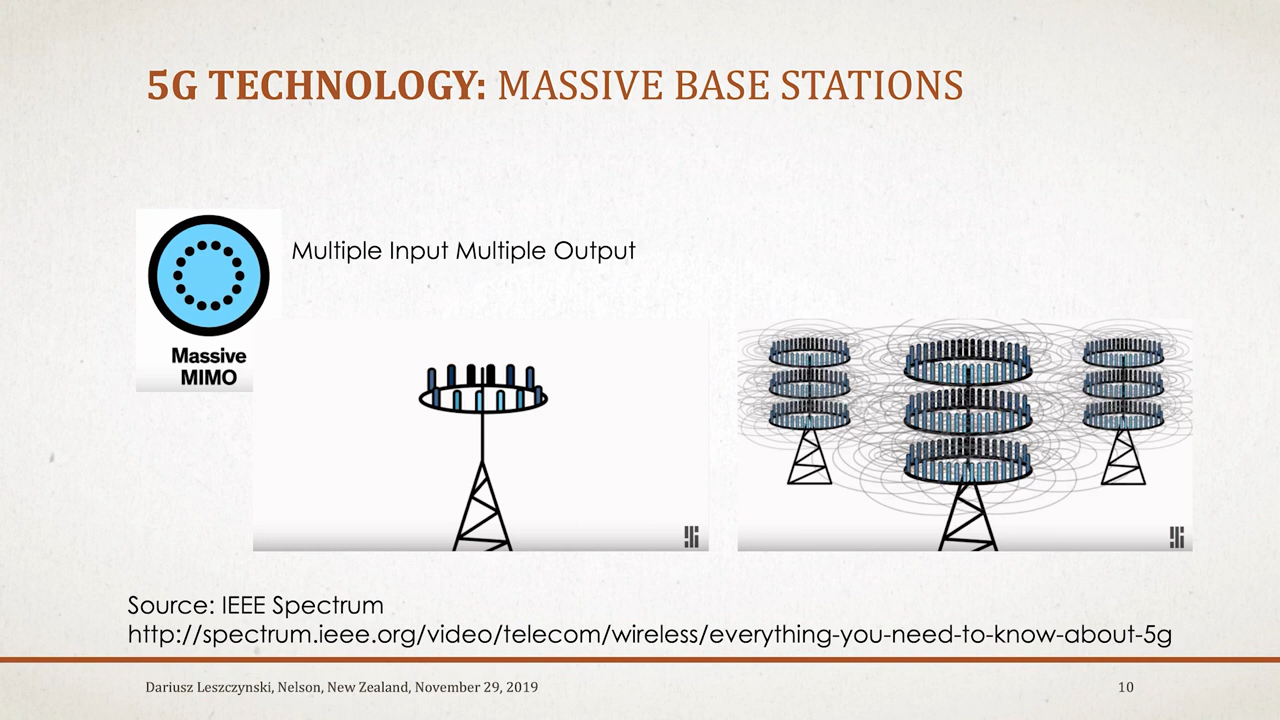 5G TECHNOLOGY: MASSIVE BASE STATIONS
Multiple Input Multiple Output
Massive
MIMO
Source: IEEE Spectrum
http://spectrum.ieee.org/video/telecom/wireless/everything-you-need-to-know-about-5g
Dariusz Leszczynski, Nelson, New Zealand, November 29, 2019
10